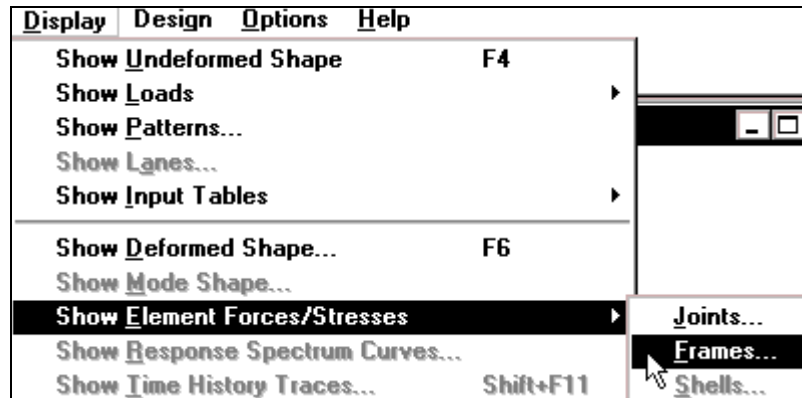 Display Design Options Help
Show Undeformed Shape F4
Show Loads
Show Patterns...
Show Lanes...
Show Input Tables
Show Deformed Shape... F6
Show Mode Shape...
Show Element Forces/Stresses
Joints...
Show Response Spectrum Curves...
Frames...
Show Time History Traces... Shift+F11
Shells...